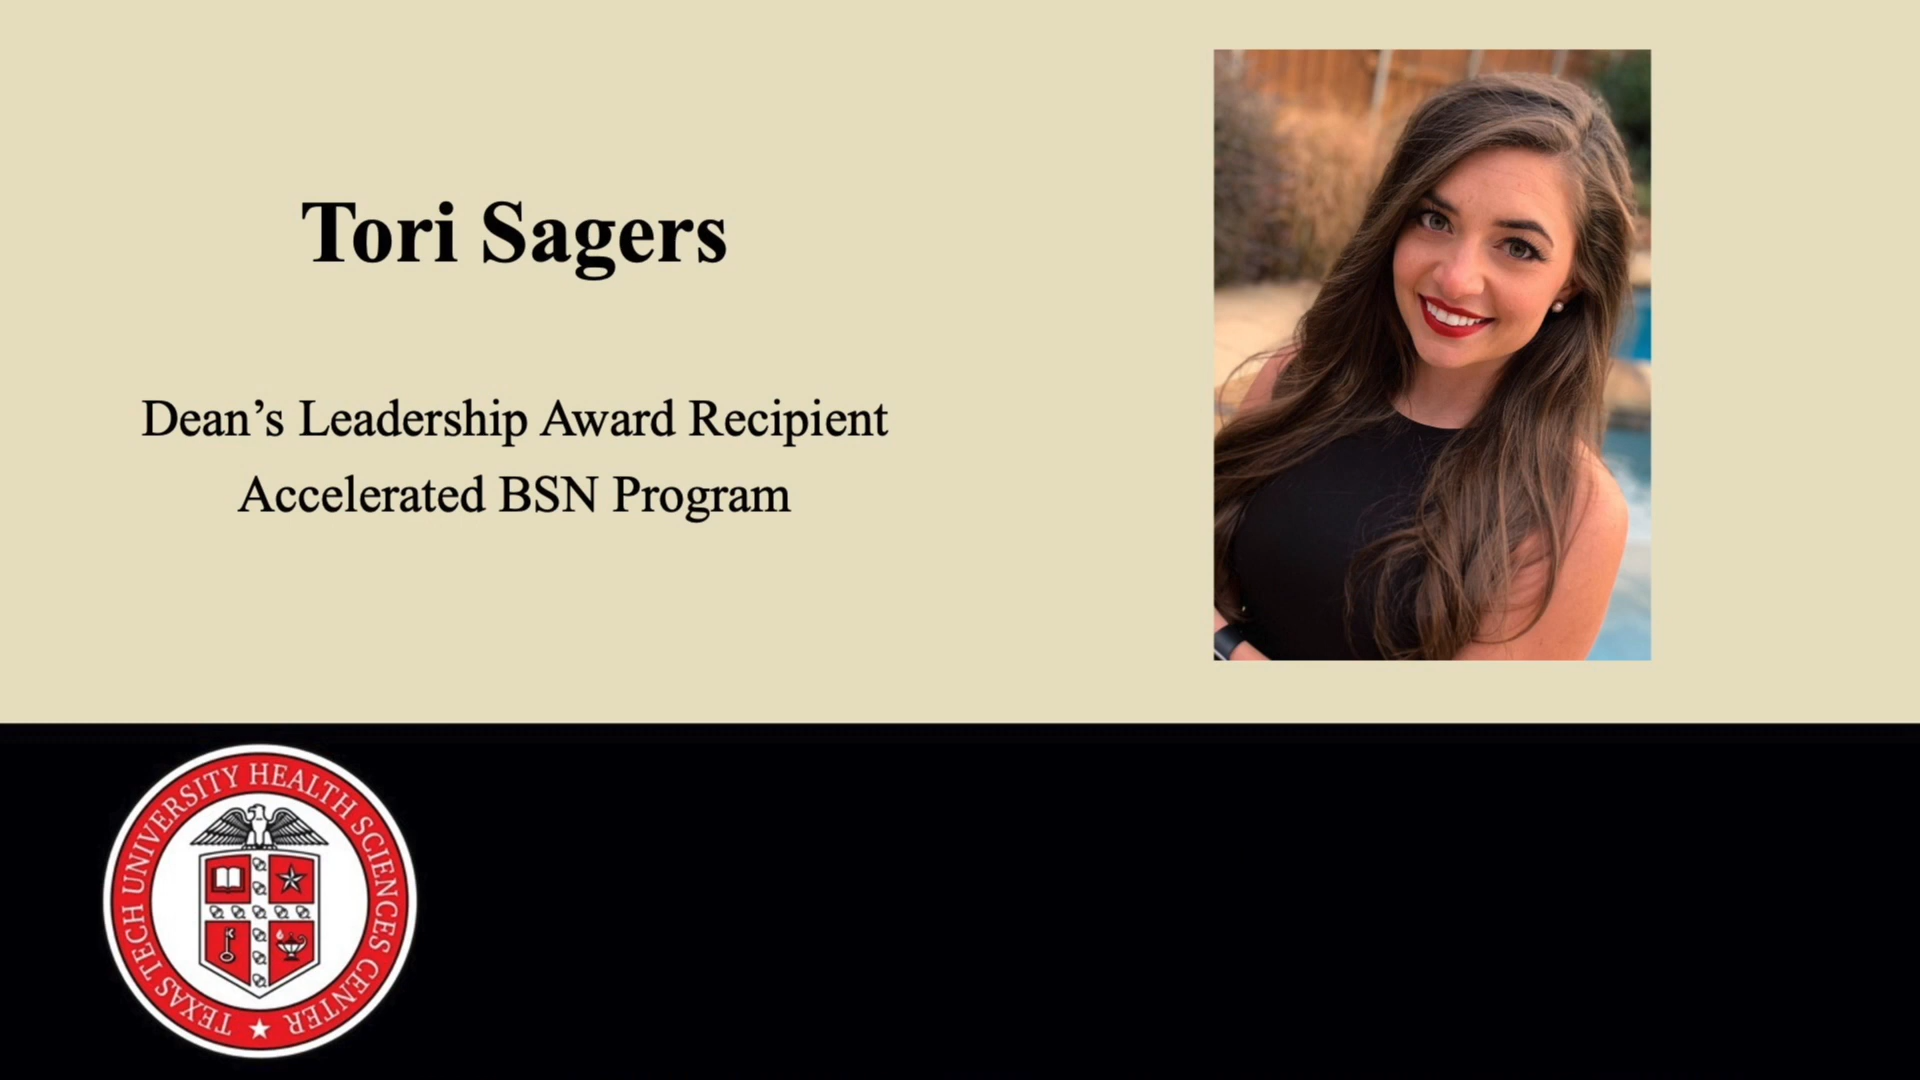 Tori Sagers
Dean’s Leadership Award Recipient
Accelerated BSN Program
TEXAS TECH UNIVERSITY HEALTH SCIENCES CENTER